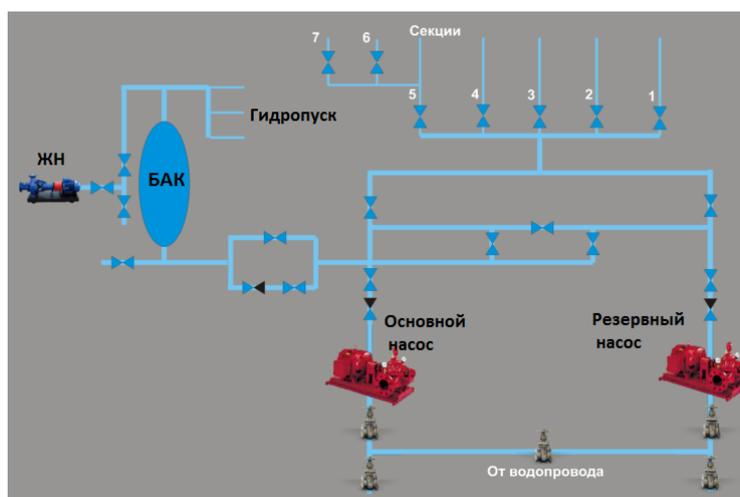 Секции
7
6
5
4
3
2
1
Гидропуск
ЖН
БАК
Основной
насос
Резервный
насос
От водопровода